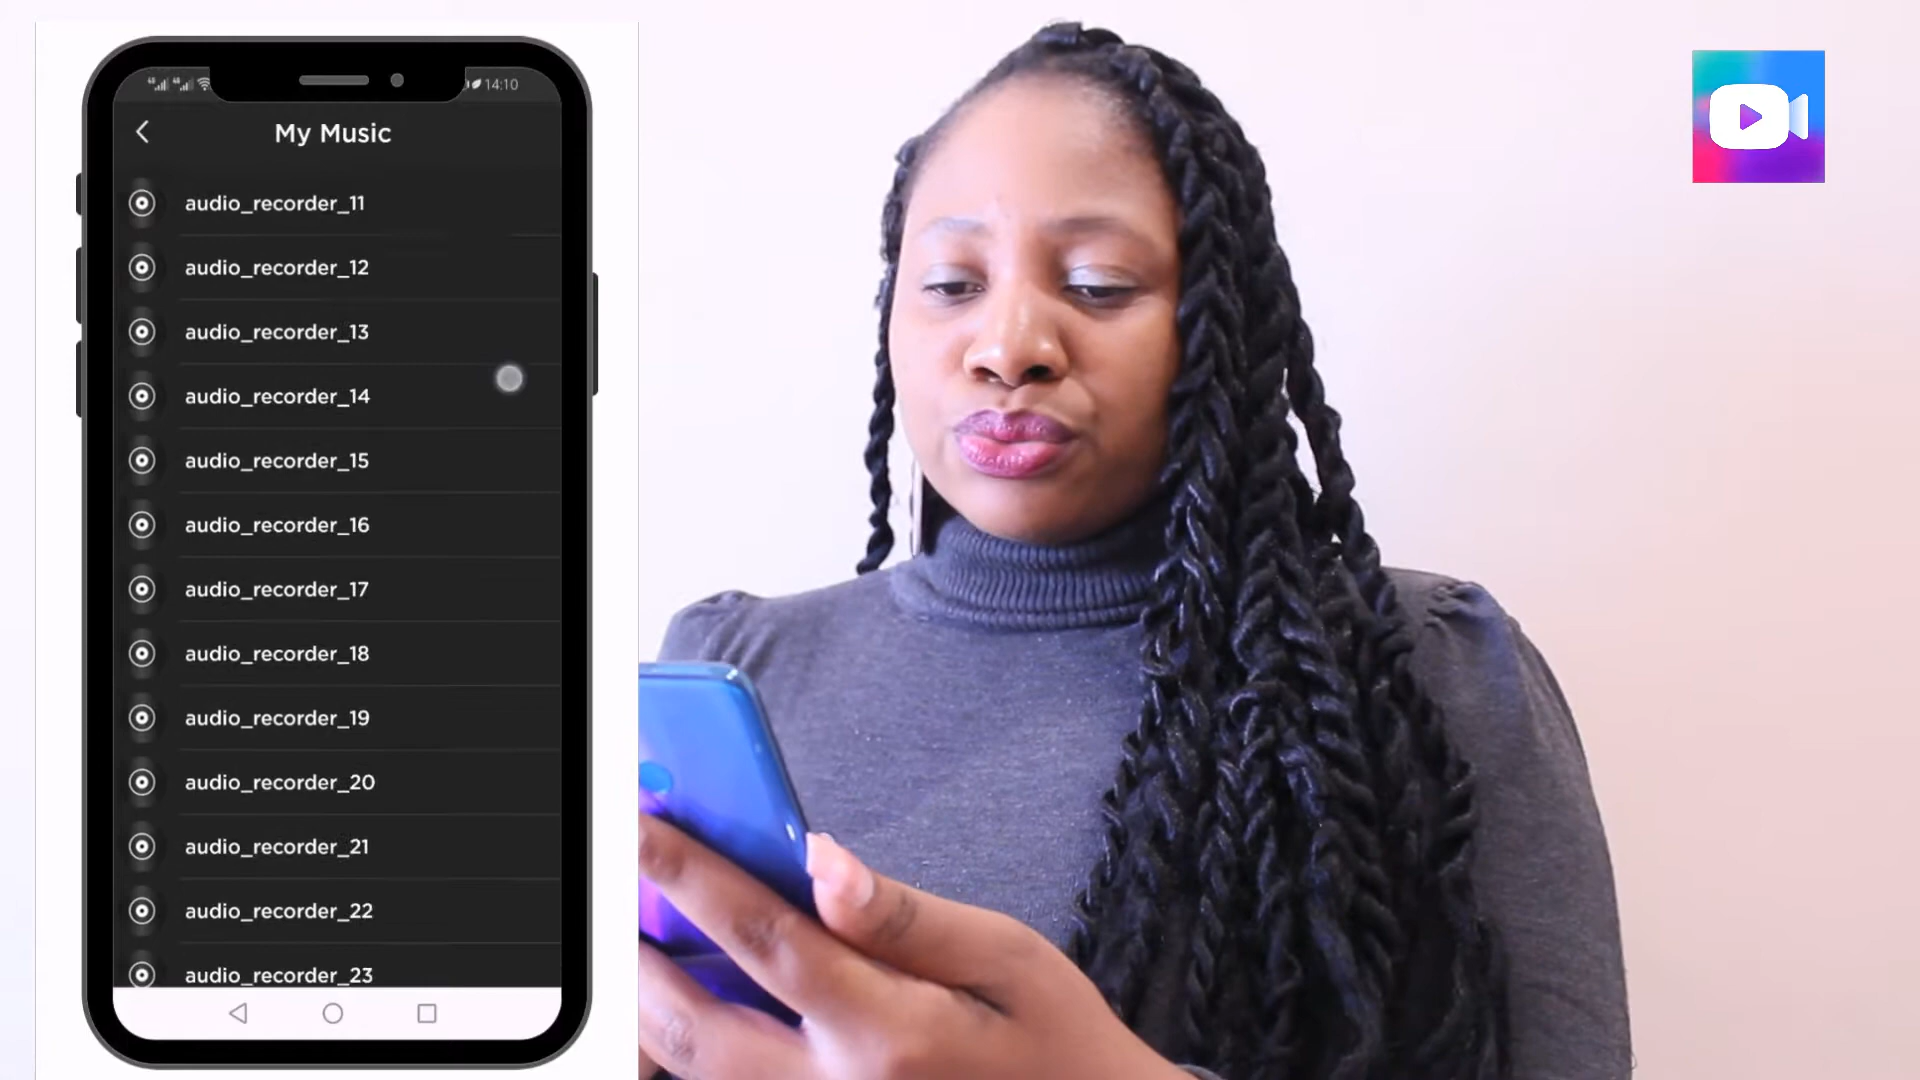 14:10
My Music
audio_recorder_11
audio_recorder_12
audio_recorder_13
audio_recorder_14
audio_recorder_15
audio_recorder_16
audio_recorder_17
audio_recorder_18
audio_recorder_19
audio_recorder_20
audio_recorder_21
audio_recorder_22
audio_recorder_23